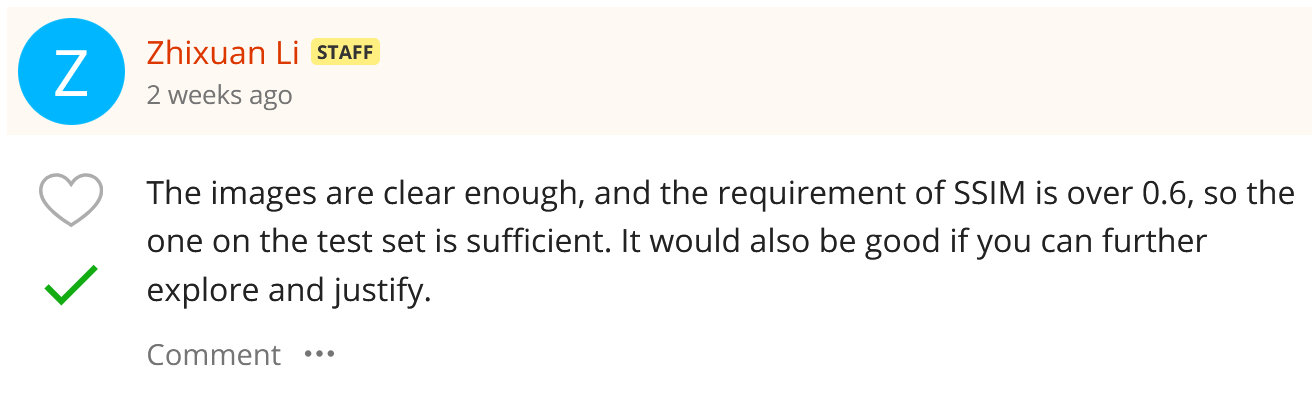 Z
Zhixuan Li STAFF
2 weeks ago
The images are clear enough, and the requirement of SSIM is over 0.6, so the
one on the test set is sufficient. It would also be good if you can further
explore and justify.
Comment ···